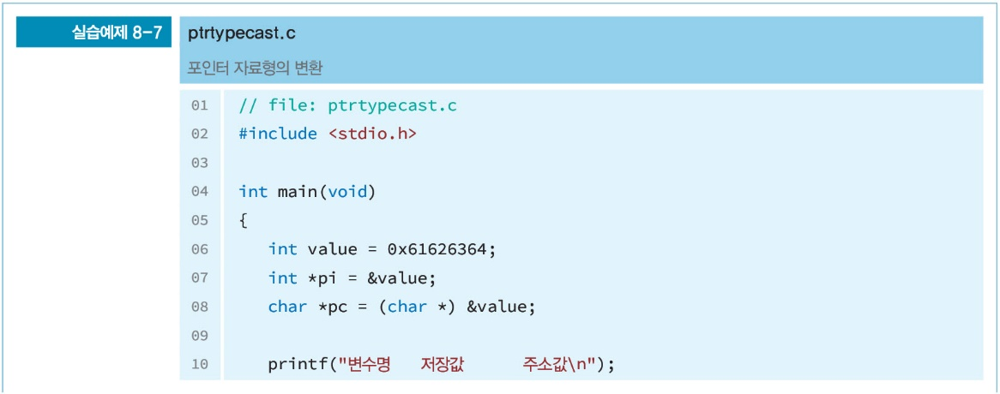 실습예제 8-7 ptrtypecast.c
포인터 자료형의 변환
01 // file: ptrtypecast.c
02 #include <stdio.h>
03
04 int main(void)
05 {
06 int value = 0x61626364;
07 int *pi = &value;
08 char *pc = (char *) &value;
09
10 printf("변수명 저장값 주소값\n");